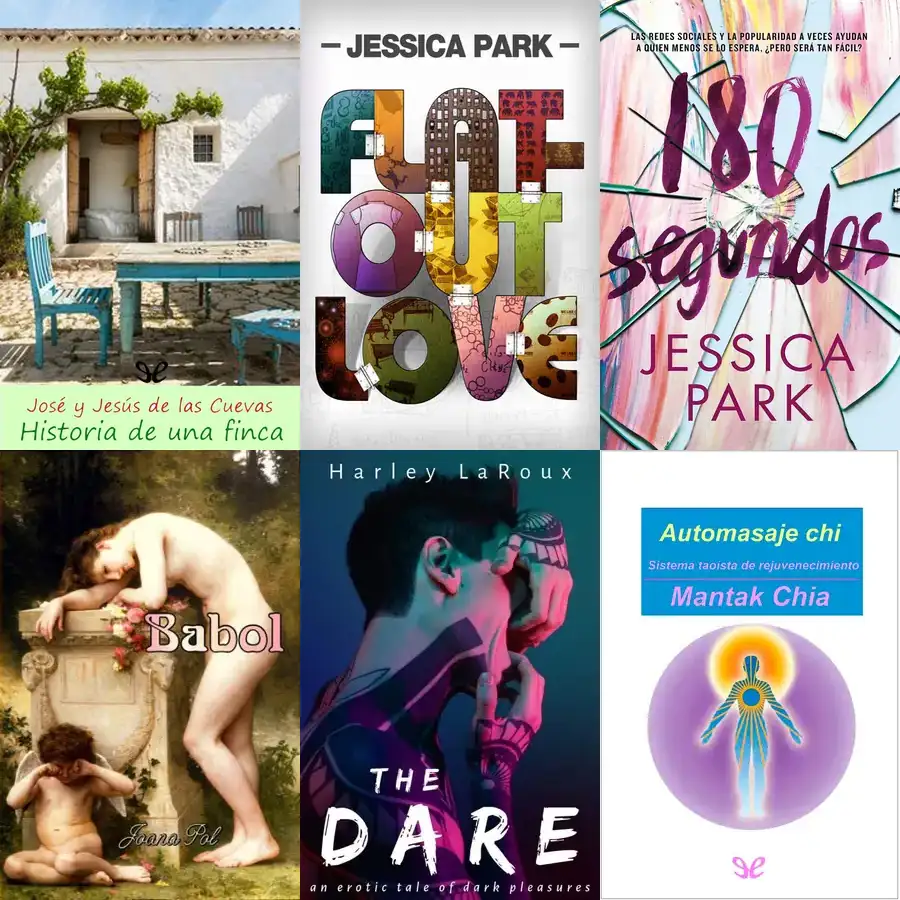 José y Jesús de las Cuevas
Historia de una finca
JESSICA PARK
FLAT-
OUT
LOVE
LAS REDES SOCIALES Y LA POPULARIDAD A VECES AYUDAN
A QUIEN MENOS SE LO ESPERA. ¿PERO SERÁ TAN FÁCIL?
180
segundos
JESSICA
PARK
Babol
Joana Pol
Harley LaRoux
THE
DARE
an erotic tale of dark pleasures
Automasaje chi
Sistema taoista de rejuvenecimiento
Mantak Chia